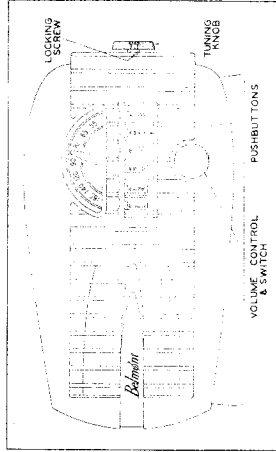 LOCKING
SCREW
TUNING
KNOB
Belmont
PUSHBUTTONS
VOLUME CONTROL
& SWITCH